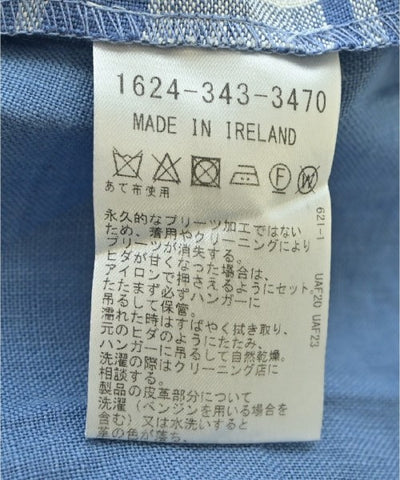 1624-343-3470
MADE IN IRELAND
あて布使用
永久的なプリーツ加工ではない
ため、着用やクリーニングにより
プリーツが消失する。
ヒダが甘くなった場合は、
アイロンで押さえるようにセット。
たたまず必ずハンガーに
吊るして保管。
濡れた時はすばやく拭き取り、
元のヒダのようにたたみ、
ハンガーに吊るして自然乾燥。
洗濯の際はクリーニング店に
相談する。
製品の皮革部分について
洗濯(ベンジンを用いる場合を
含む)又は水洗いすると
革の色が落ち、
621-1 UAF20 UAF23